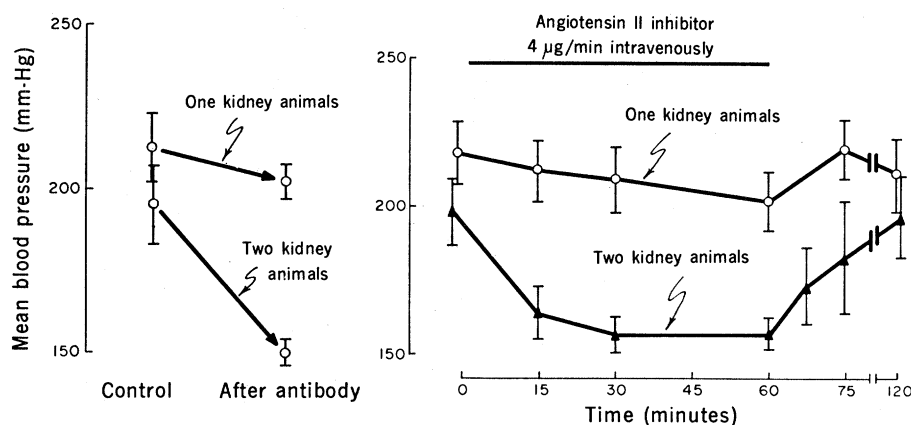 Mean blood pressure (mm-Hg)
250
200
150
One kidney animals
Two kidney
animals
Control
After antibody
Angiotensin II inhibitor
4 µg/min intravenously
250
200
150
One kidney animals
Two kidney animals
0 15 30 45 60 75 120
Time (minutes)